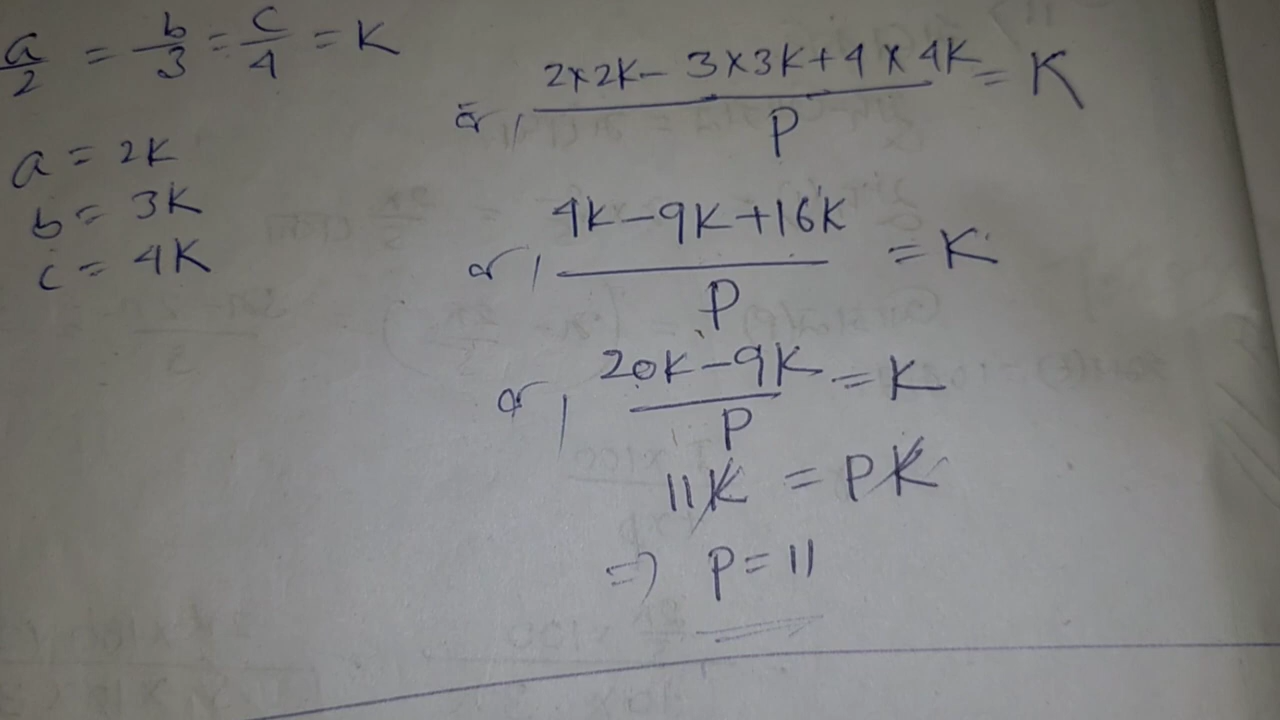 a/2 = b/3 = c/4 = K
a = 2K
b = 3K
c = 4K
or, (2×2K - 3×3K + 4×4K)/P = K
or, (4K - 9K + 16K)/P = K
or, (20K - 9K)/P = K
11K = PK
⇒ P = 11